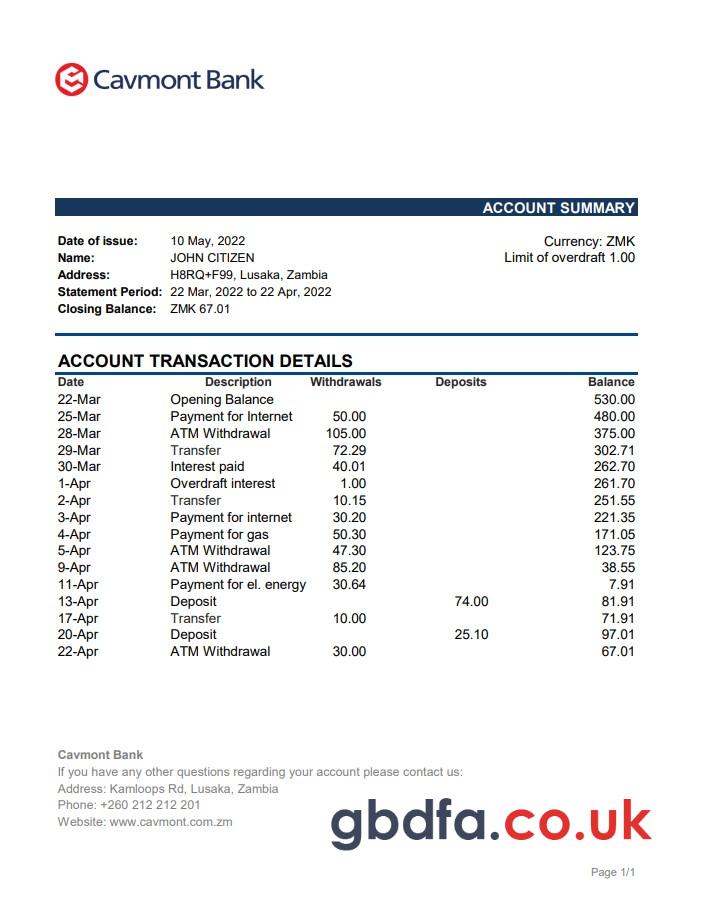 Cavmont Bank
ACCOUNT SUMMARY
Date of issue: 10 May, 2022 Currency: ZMK
Name: JOHN CITIZEN Limit of overdraft 1.00
Address: H8RQ+F99, Lusaka, Zambia
Statement Period: 22 Mar, 2022 to 22 Apr, 2022
Closing Balance: ZMK 67.01
ACCOUNT TRANSACTION DETAILS
Date Description Withdrawals Deposits Balance
22-Mar Opening Balance 530.00
25-Mar Payment for Internet 50.00 480.00
28-Mar ATM Withdrawal 105.00 375.00
29-Mar Transfer 72.29 302.71
30-Mar Interest paid 40.01 262.70
1-Apr Overdraft interest 1.00 261.70
2-Apr Transfer 10.15 251.55
3-Apr Payment for internet 30.20 221.35
4-Apr Payment for gas 50.30 171.05
5-Apr ATM Withdrawal 47.30 123.75
9-Apr ATM Withdrawal 85.20 38.55
11-Apr Payment for el. energy 30.64 7.91
13-Apr Deposit 74.00 81.91
17-Apr Transfer 10.00 71.91
20-Apr Deposit 25.10 97.01
22-Apr ATM Withdrawal 30.00 67.01
Cavmont Bank
If you have any other questions regarding your account please contact us:
Address: Kamloops Rd, Lusaka, Zambia
Phone: +260 212 212 201
Website: www.cavmont.com.zm
gbdfa.co.uk
Page 1/1